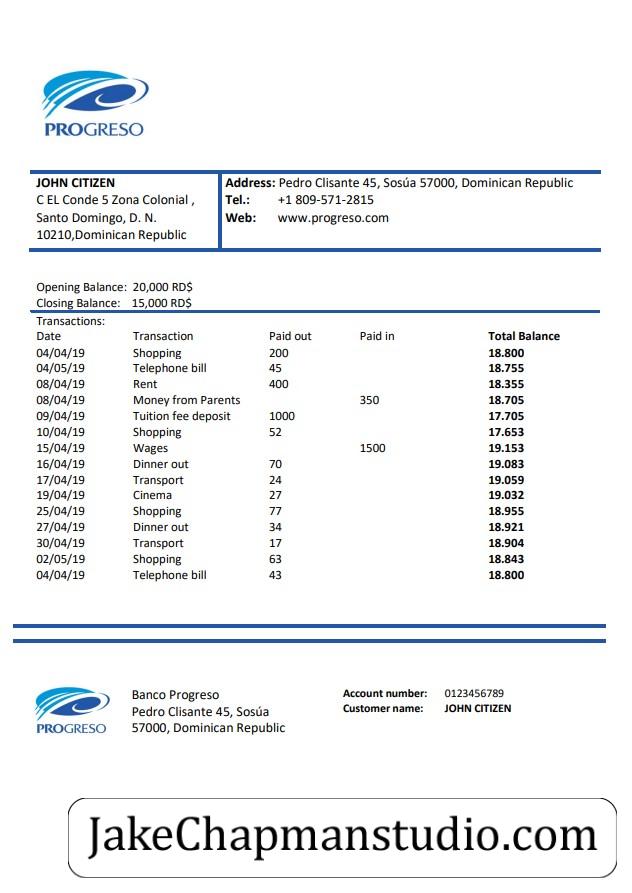 PROGRESO
JOHN CITIZEN
C EL Conde 5 Zona Colonial ,
Santo Domingo, D. N.
10210,Dominican Republic
Address: Pedro Clisante 45, Sosúa 57000, Dominican Republic
Tel.: +1 809-571-2815
Web: www.progreso.com
Opening Balance: 20,000 RD$
Closing Balance: 15,000 RD$
Transactions:
Date Transaction Paid out Paid in Total Balance
04/04/19 Shopping 200 18.800
04/05/19 Telephone bill 45 18.755
08/04/19 Rent 400 18.355
08/04/19 Money from Parents 350 18.705
09/04/19 Tuition fee deposit 1000 17.705
10/04/19 Shopping 52 17.653
15/04/19 Wages 1500 19.153
16/04/19 Dinner out 70 19.083
17/04/19 Transport 24 19.059
19/04/19 Cinema 27 19.032
25/04/19 Shopping 77 18.955
27/04/19 Dinner out 34 18.921
30/04/19 Transport 17 18.904
02/05/19 Shopping 63 18.843
04/04/19 Telephone bill 43 18.800
PROGRESO
Banco Progreso
Pedro Clisante 45, Sosúa
57000, Dominican Republic
Account number: 0123456789
Customer name: JOHN CITIZEN
JakeChapmanstudio.com